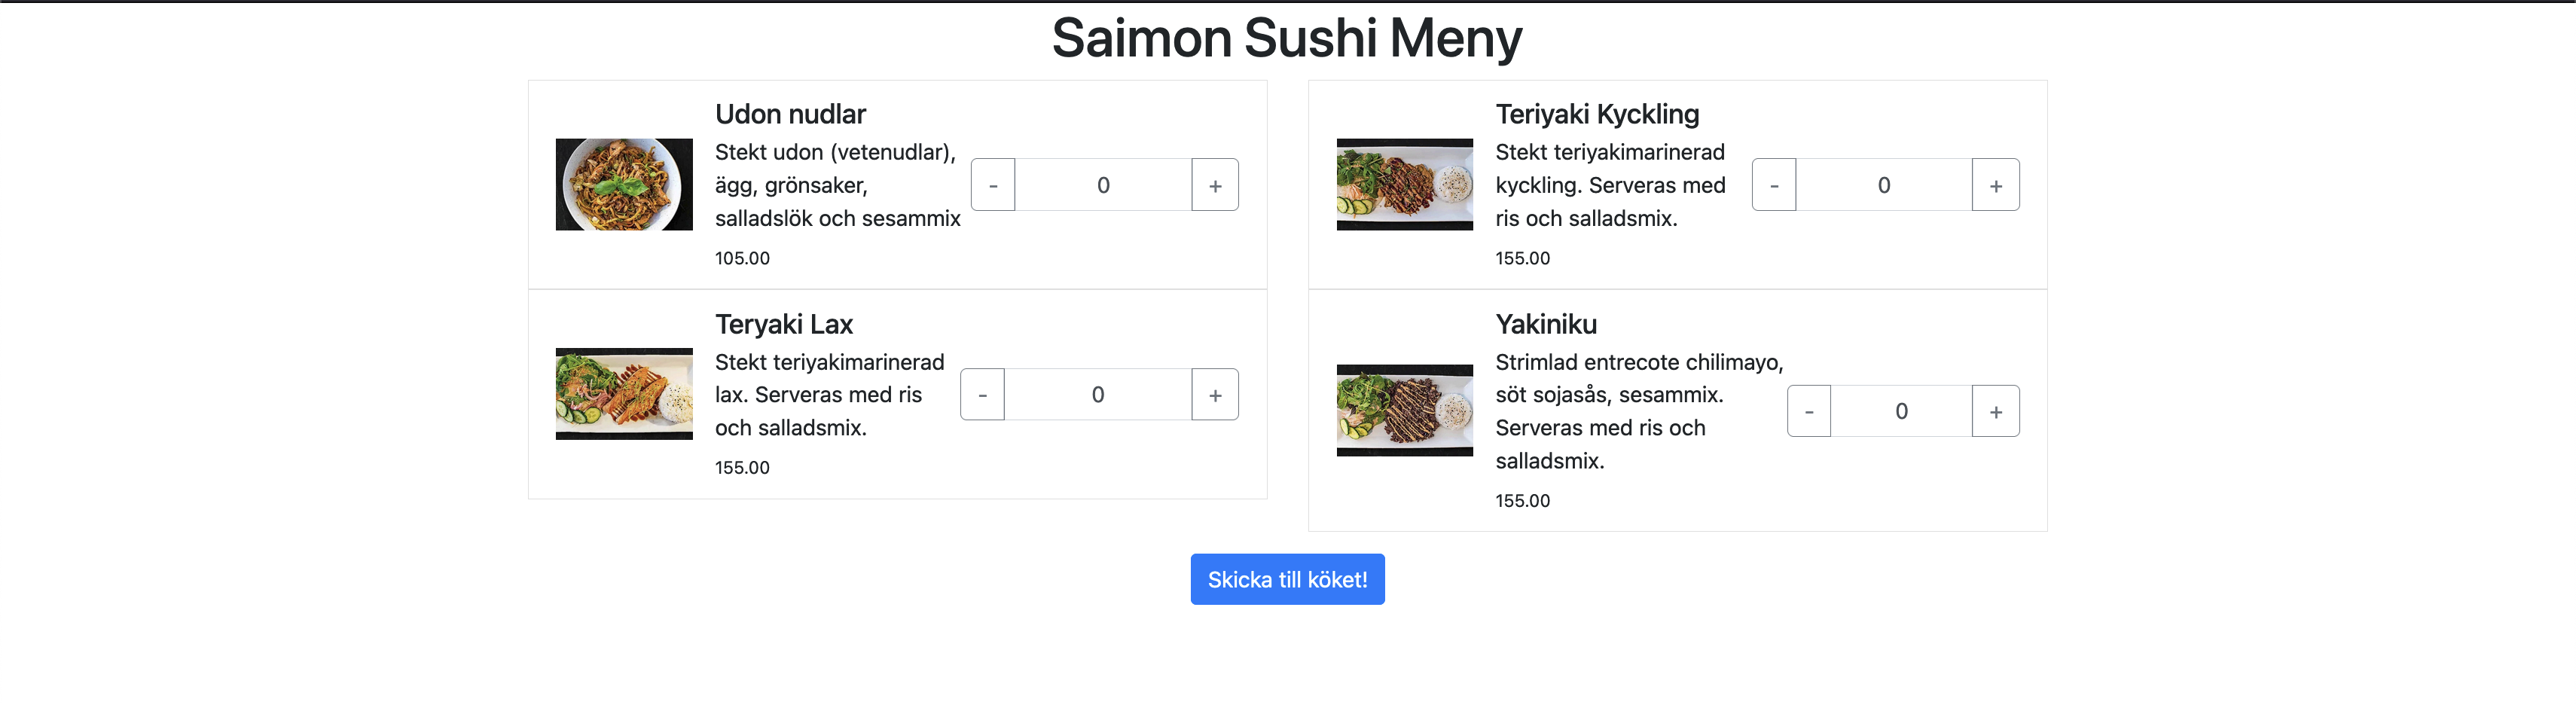 Saimon Sushi Meny
Udon nudlar
Stekt udon (vetenudlar),
ägg, grönsaker,
salladslök och sesammix
105.00
- 0 +
Teriyaki Kyckling
Stekt teriyakimarinerad
kyckling. Serveras med
ris och salladsmix.
155.00
- 0 +
Teryaki Lax
Stekt teriyakimarinerad
lax. Serveras med ris
och salladsmix.
155.00
- 0 +
Yakiniku
Strimlad entrecote chilimayo,
söt sojasås, sesammix.
Serveras med ris och
salladsmix.
155.00
- 0 +
Skicka till köket!